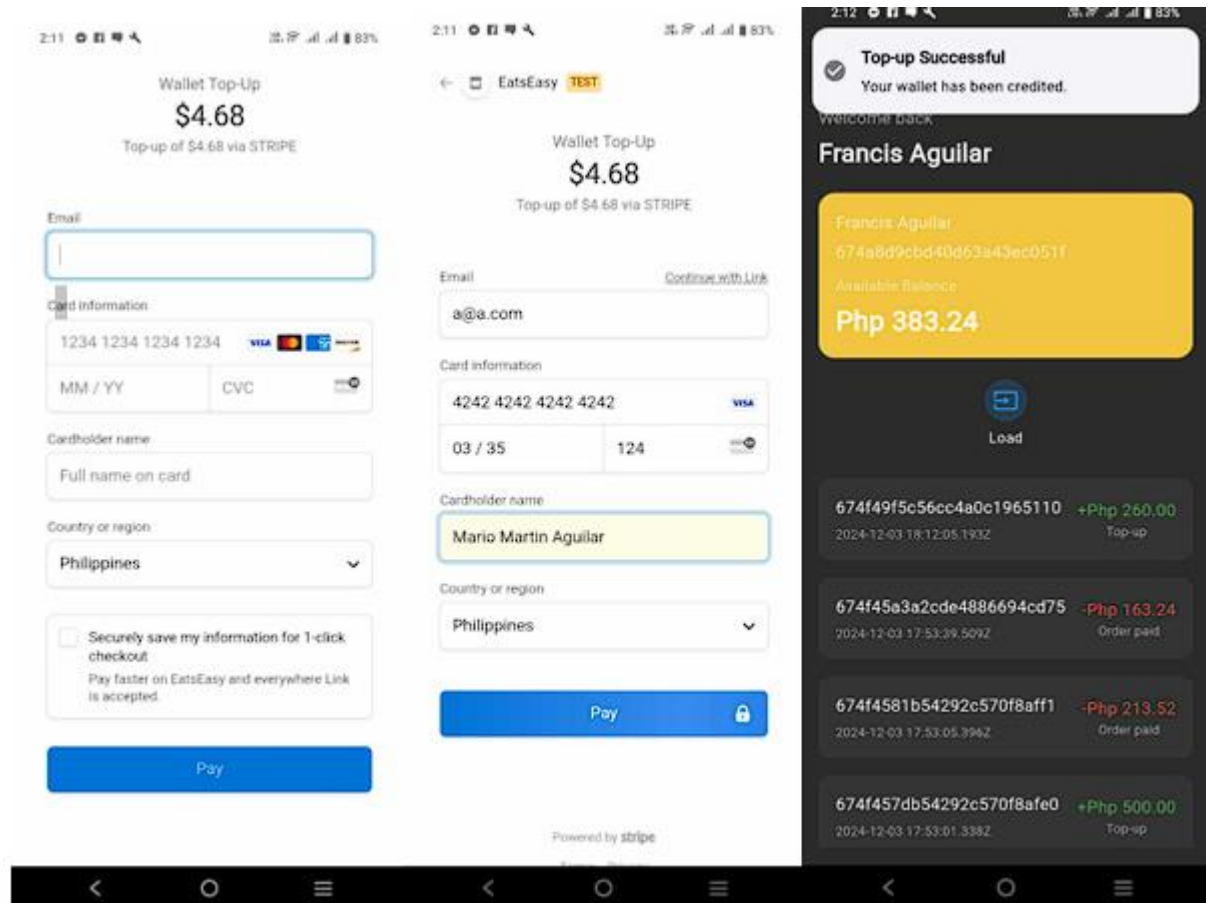 2:11
83%
Wallet Top-Up
$4.68
Top-up of $4.68 via STRIPE
Email
Card information
1234 1234 1234 1234 VISA
MM / YY CVC
Cardholder name
Full name on card
Country or region
Philippines
Securely save my information for 1-click
checkout
Pay faster on EatsEasy and everywhere Link
is accepted.
Pay
2:11
83%
EatsEasy TEST
Wallet Top-Up
$4.68
Top-up of $4.68 via STRIPE
Email Continue with Link
a@a.com
Card information
4242 4242 4242 4242 VISA
03 / 35 124
Cardholder name
Mario Martin Aguilar
Country or region
Philippines
Pay
Powered by stripe
2:12
83%
Top-up Successful
Your wallet has been credited.
Welcome back
Francis Aguilar
Francis Aguilar
674a8d9cbd40d63a43ec051f
Available Balance
Php 383.24
Load
674f49f5c56cc4a0c1965110 +Php 260.00
2024-12-03 18:12:05.193Z Top-up
674f45a3a2cde4886694cd75 -Php 163.24
2024-12-03 17:53:39.509Z Order paid
674f4581b54292c570f8aff1 -Php 213.52
2024-12-03 17:53:05.396Z Order paid
674f457db54292c570f8afe0 +Php 500.00
2024-12-03 17:53:01.338Z Top-up